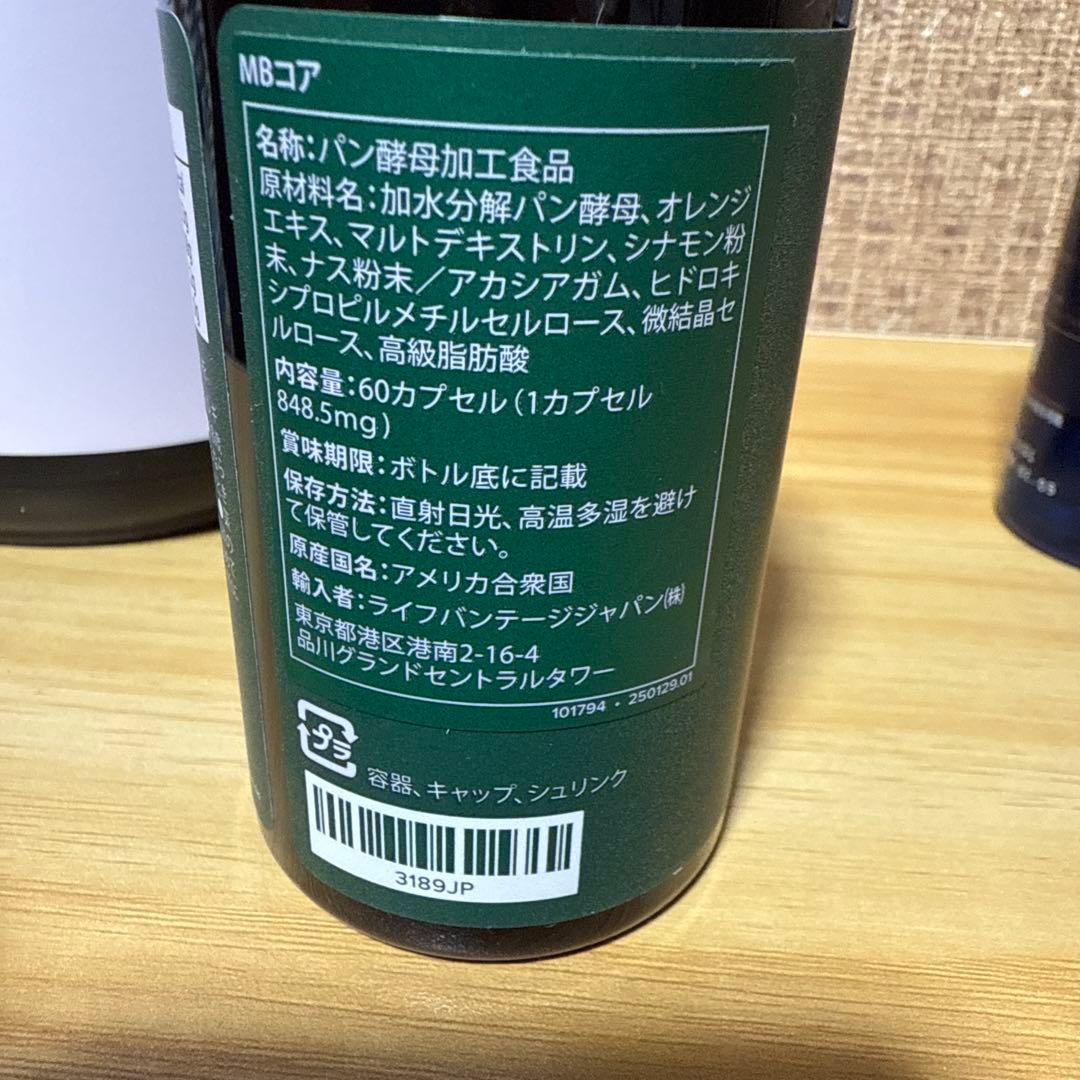 MBコア
名称：パン酵母加工食品
原材料名：加水分解パン酵母、オレンジ
エキス、マルトデキストリン、シナモン粉
末、ナス粉末／アカシアガム、ヒドロキ
シプロピルメチルセルロース、微結晶セ
ルロース、高級脂肪酸
内容量：60カプセル（1カプセル
848.5mg）
賞味期限：ボトル底に記載
保存方法：直射日光、高温多湿を避け
て保管してください。
原産国名：アメリカ合衆国
輸入者：ライフバンテージジャパン(株)
東京都港区港南2-16-4
品川グランドセントラルタワー
101794 ・ 250129.01
プラ
容器、キャップ、シュリンク
3189JP